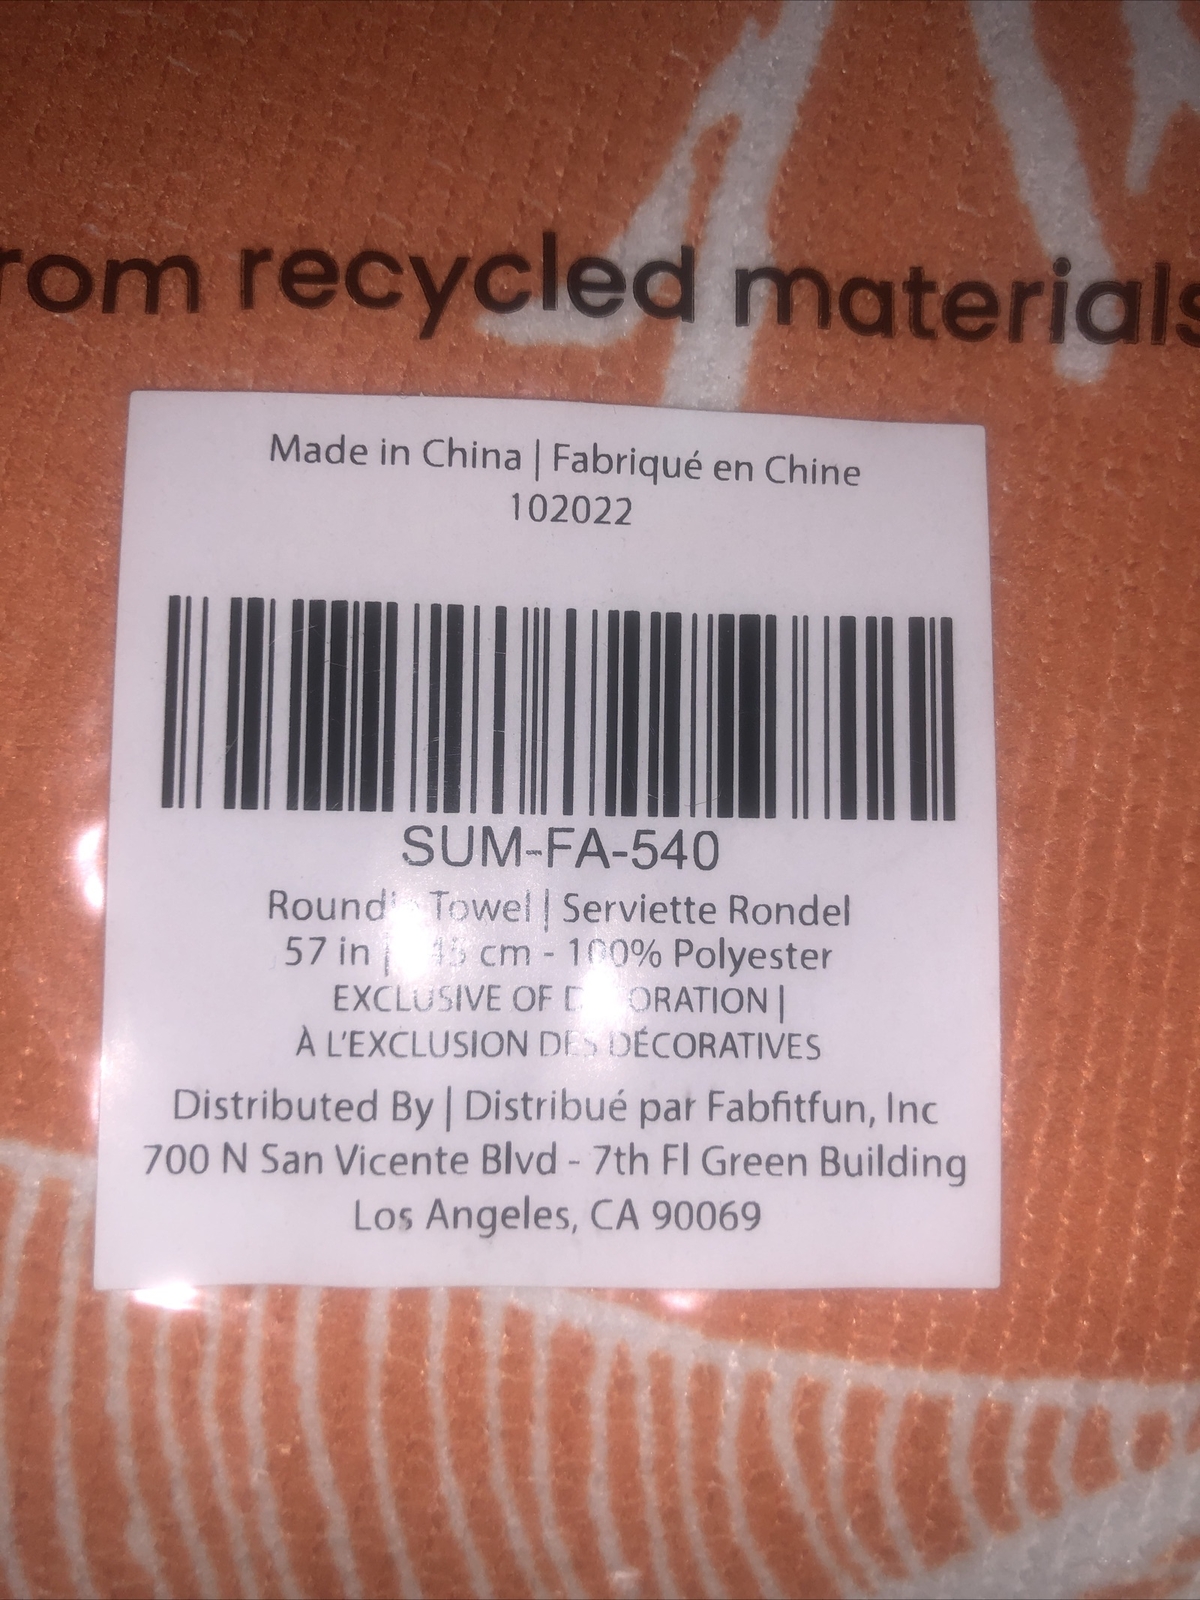 from recycled materials
Made in China | Fabriqué en Chine
102022
SUM-FA-540
Towel | Serviette Rondel
57 in | cm - 100% Polyester
EXCLUSIVE OF DECORATION |
À L'EXCLUSION DES DÉCORATIVES
Distributed By | Distribué par Fabfitfun, Inc
700 N San Vicente Blvd - 7th Fl Green Building
Los Angeles, CA 90069